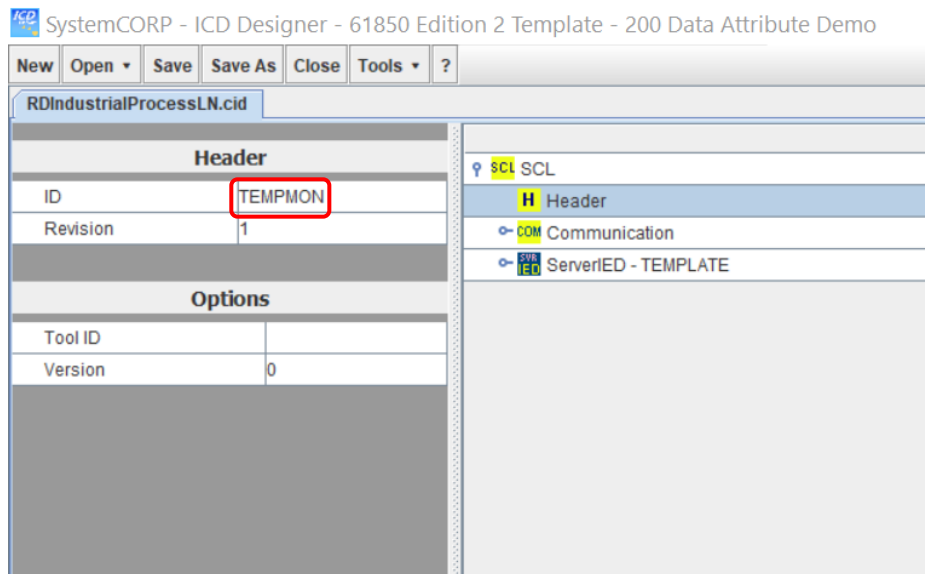 ICD SystemCORP - ICD Designer - 61850 Edition 2 Template - 200 Data Attribute Demo
New Open Save Save As Close Tools ?
RDIndustrialProcessLN.cid
Header
ID TEMPMON
Revision 1
Options
Tool ID
Version 0
SCL SCL
H Header
COM Communication
SVR IED ServerIED - TEMPLATE